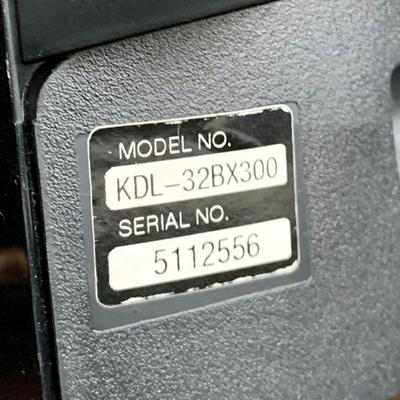 MODEL NO.
KDL-32BX300
SERIAL NO.
5112556